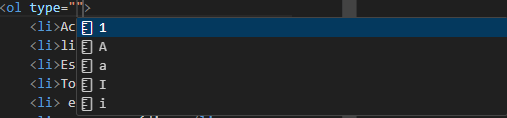 <ol type="">
<li>Ac
1
<li>li
A
<li>Es
a
<li>To
I
<li> e
i